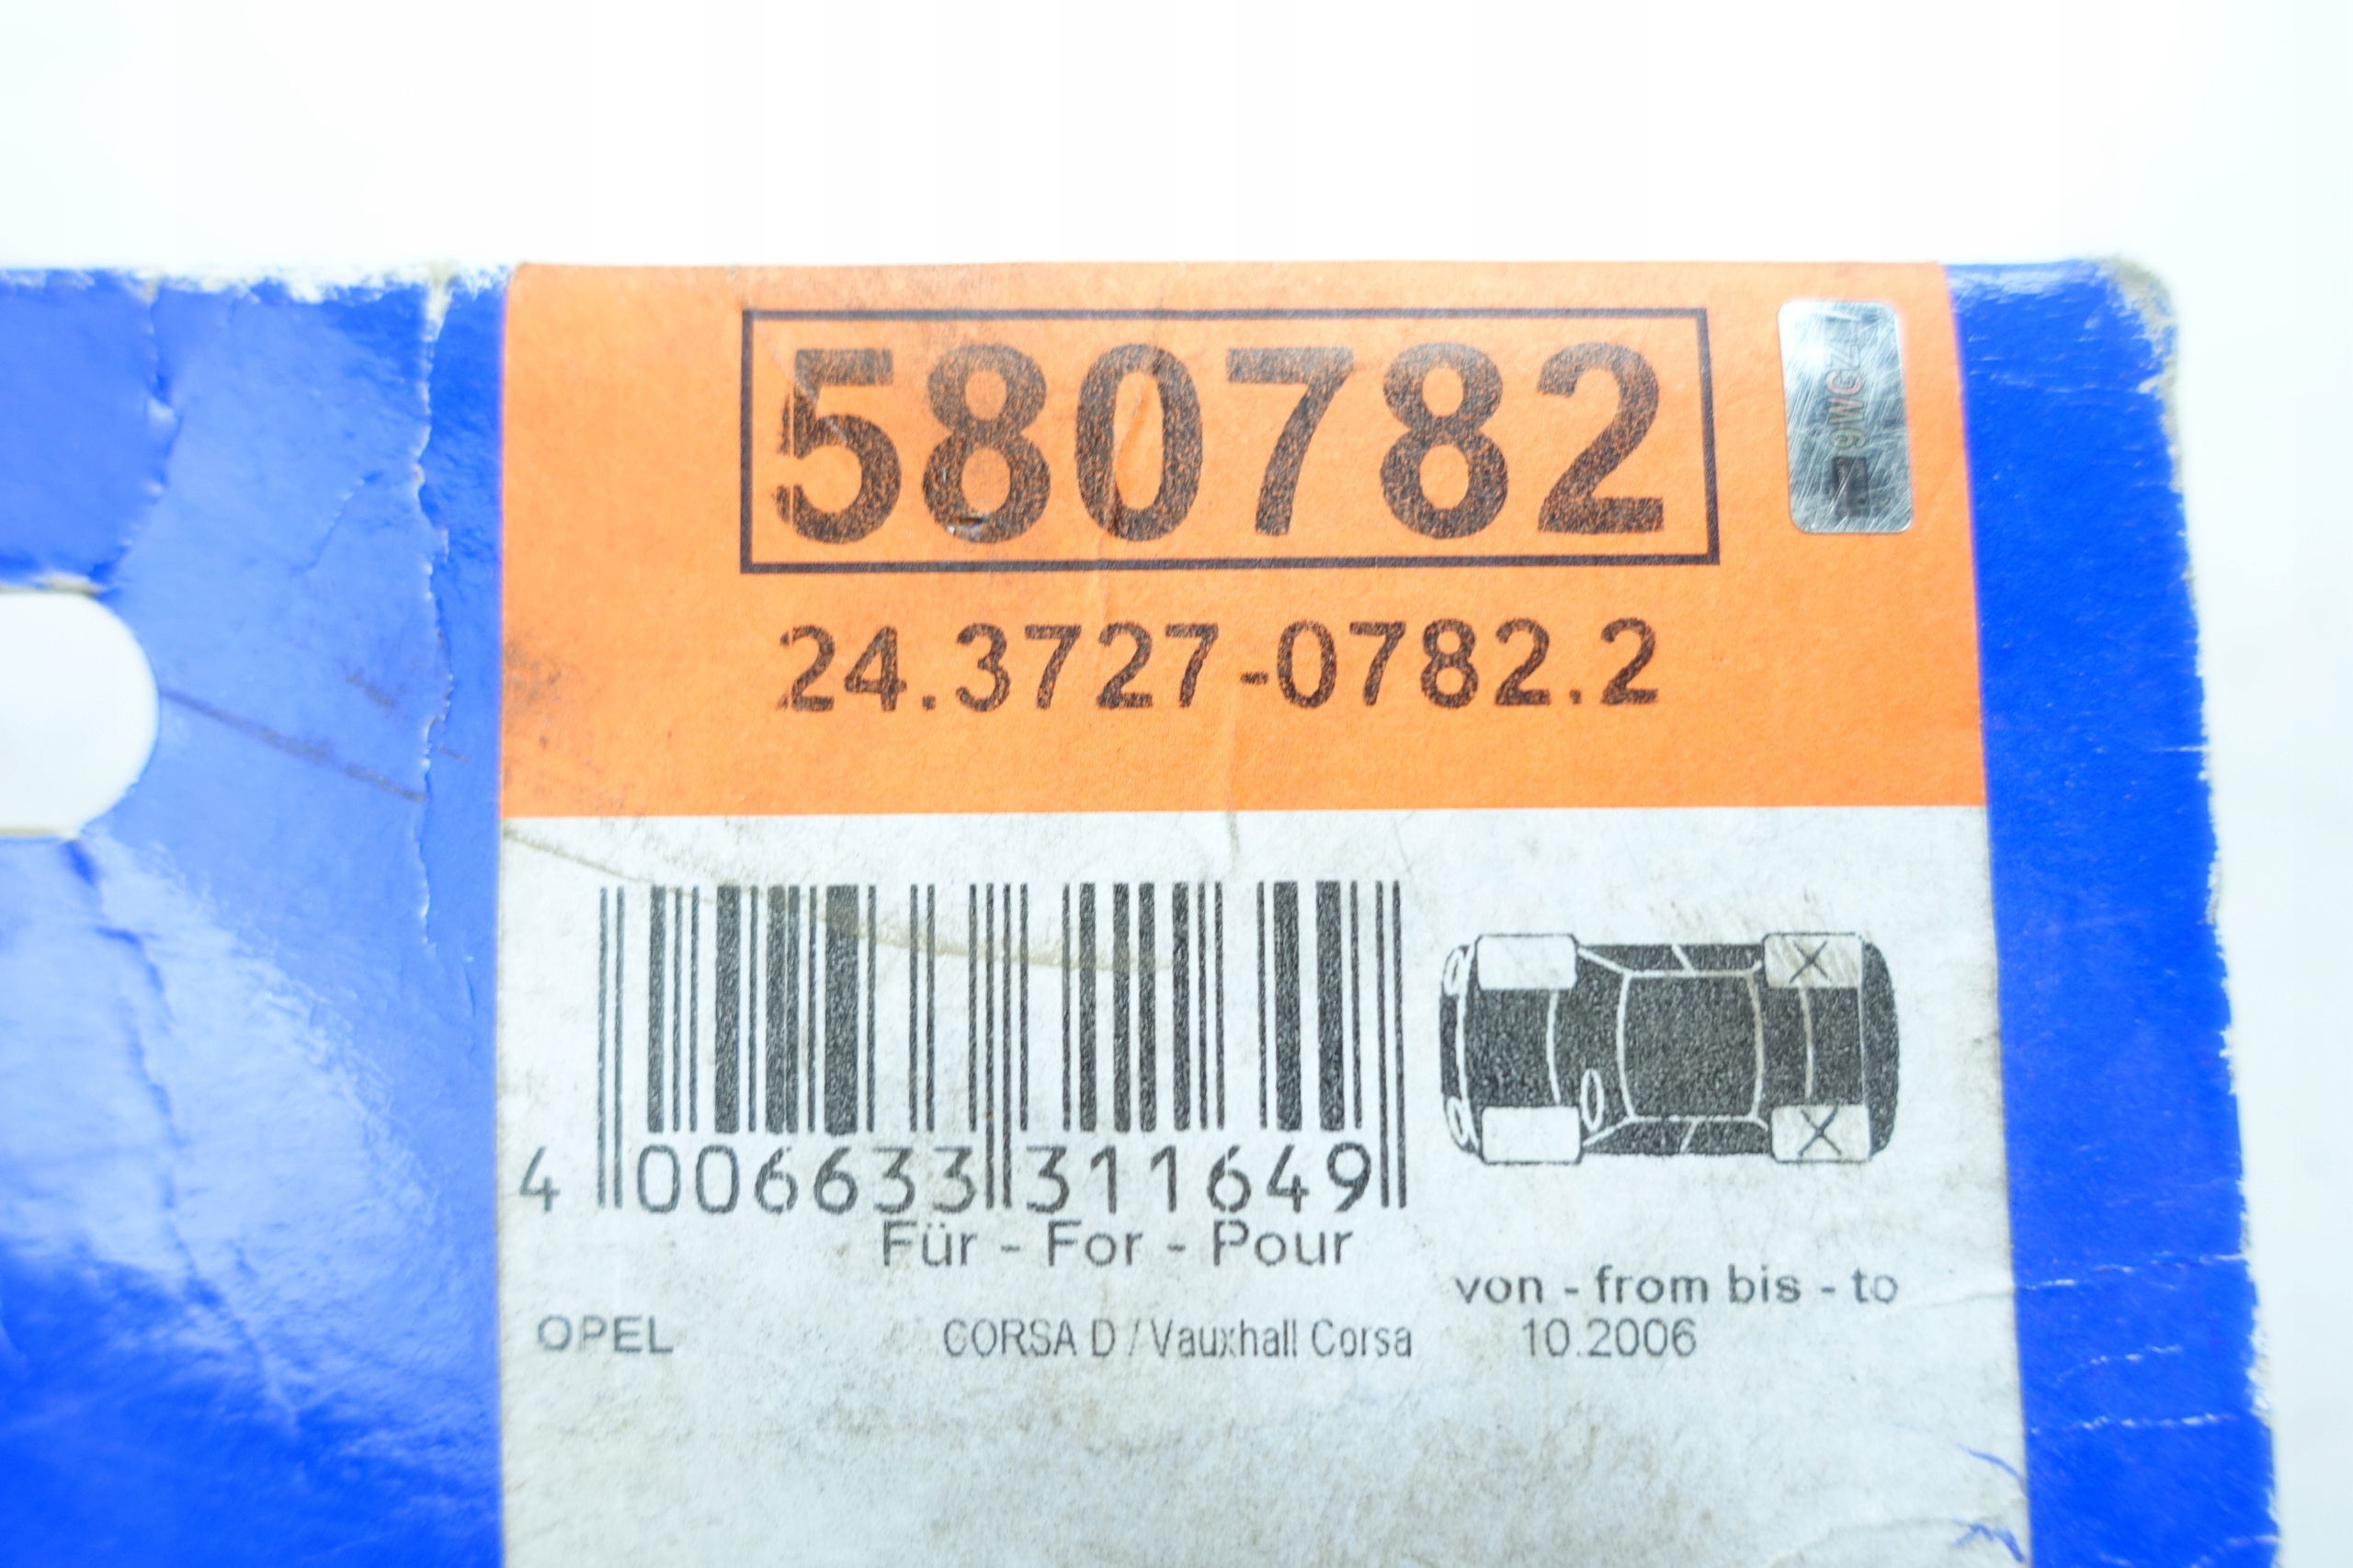 580782
24.3727-0782.2
4 006633 311649
Für - For - Pour
von - from bis - to
OPEL CORSA D / Vauxhall Corsa 10.2006